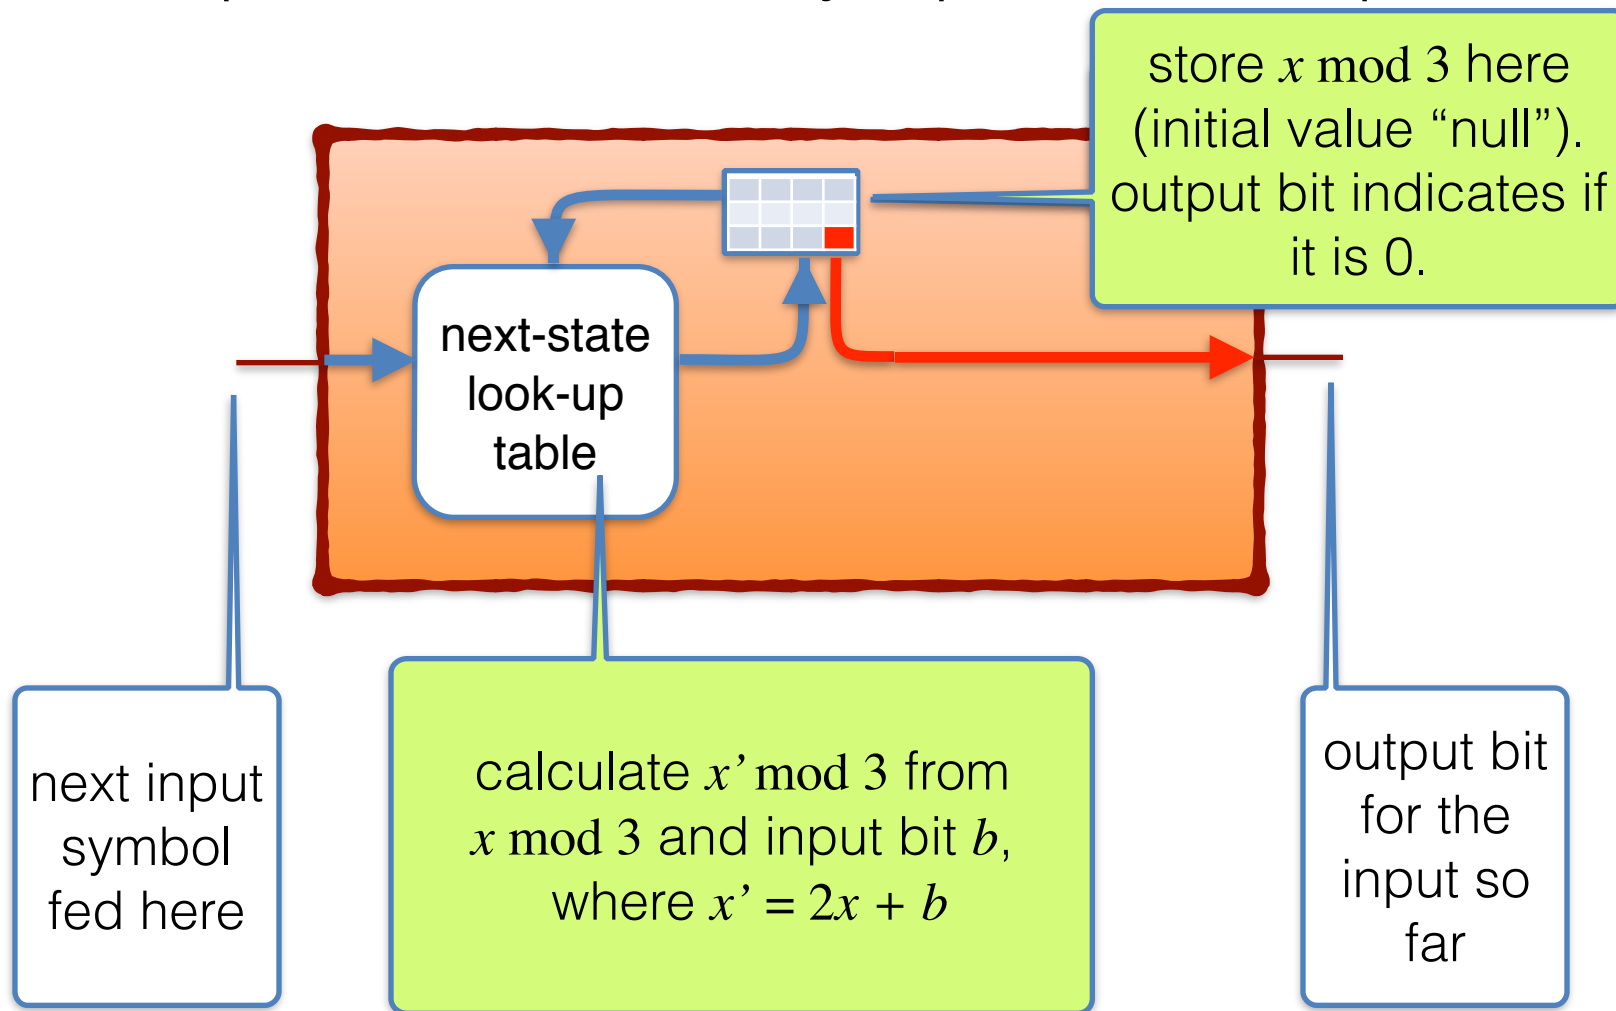 store x mod 3 here
(initial value “null”).
output bit indicates if
it is 0.
next-state
look-up
table
next input
symbol
fed here
calculate x’ mod 3 from
x mod 3 and input bit b,
where x’ = 2x + b
output bit
for the
input so
far